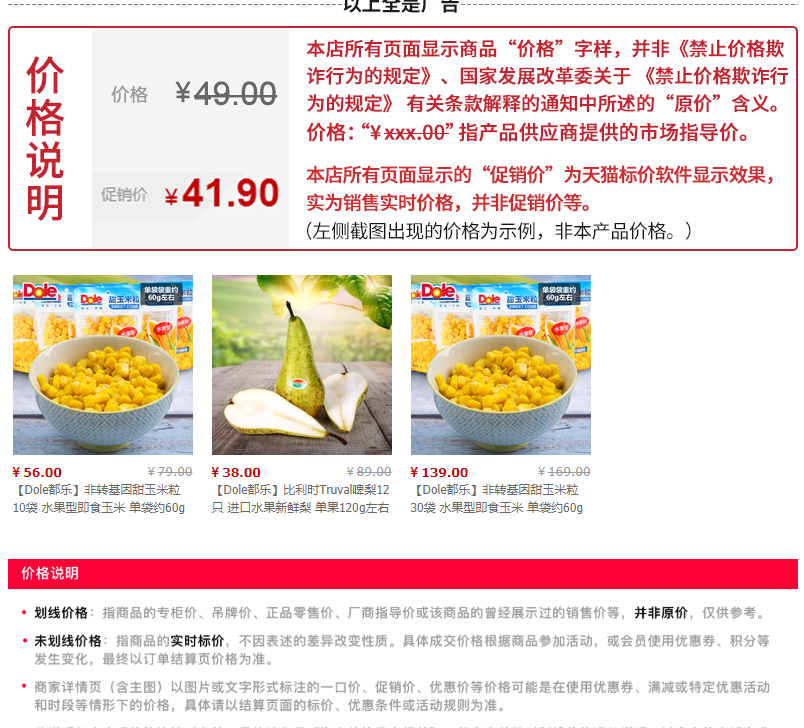 以上全是广告
价格说明
价格 ¥49.00
促销价 ¥41.90
本店所有页面显示商品“价格”字样，并非《禁止价格欺
诈行为的规定》、国家发展改革委关于 《禁止价格欺诈行
为的规定》 有关条款解释的通知中所述的“原价”含义。
价格：“¥xxx.00”指产品供应商提供的市场指导价。
本店所有页面显示的“促销价”为天猫标价软件显示效果，
实为销售实时价格，并非促销价等。
（左侧截图出现的价格为示例，非本产品价格。）
Dole
Dole
甜玉米粒
SWEET CORN
单袋装重约
60g左右
水果型
水果型
Dole
Dole
甜玉米粒
SWEET CORN
单袋装重约
60g左右
水果型
水果型
¥ 56.00 ¥ 79.00
【Dole都乐】非转基因甜玉米粒
10袋 水果型即食玉米 单袋约60g
¥ 38.00 ¥ 89.00
【Dole都乐】比利时Truval啤梨12
只 进口水果新鲜梨 单果120g左右
¥ 139.00 ¥ 169.00
【Dole都乐】非转基因甜玉米粒
30袋 水果型即食玉米 单袋约60g
价格说明
• 划线价格：指商品的专柜价、吊牌价、正品零售价、厂商指导价或该商品的曾经展示过的销售价等，并非原价，仅供参考。
• 未划线价格：指商品的实时标价，不因表述的差异改变性质。具体成交价格根据商品参加活动，或会员使用优惠券、积分等
发生变化，最终以订单结算页价格为准。
• 商家详情页（含主图）以图片或文字形式标注的一口价、促销价、优惠价等价格可能是在使用优惠券、满减或特定优惠活动
和时段等情形下的价格，具体请以结算页面的标价、优惠条件或活动规则为准。